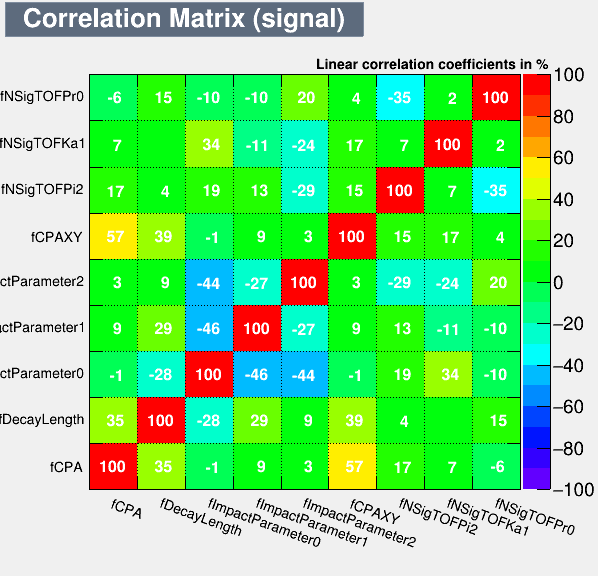 Correlation Matrix (signal)
Linear correlation coefficients in %
fNSigTOFPr0 -6 15 -10 -10 20 4 -35 2 100
fNSigTOFKa1 7 34 -11 -24 17 7 100 2
fNSigTOFPi2 17 4 19 13 -29 15 100 7 -35
fCPAXY 57 39 -1 9 3 100 15 17 4
ctParameter2 3 9 -44 -27 100 3 -29 -24 20
ctParameter1 9 29 -46 100 -27 9 13 -11 -10
ctParameter0 -1 -28 100 -46 -44 -1 19 34 -10
fDecayLength 35 100 -28 29 9 39 4 15
fCPA 100 35 -1 9 3 57 17 7 -6
fCPA fDecayLength fImpactParameter0 fImpactParameter1 fImpactParameter2 fCPAXY fNSigTOFPi2 fNSigTOFKa1 fNSigTOFPr0
100
80
60
40
20
0
−20
−40
−60
−80
−100